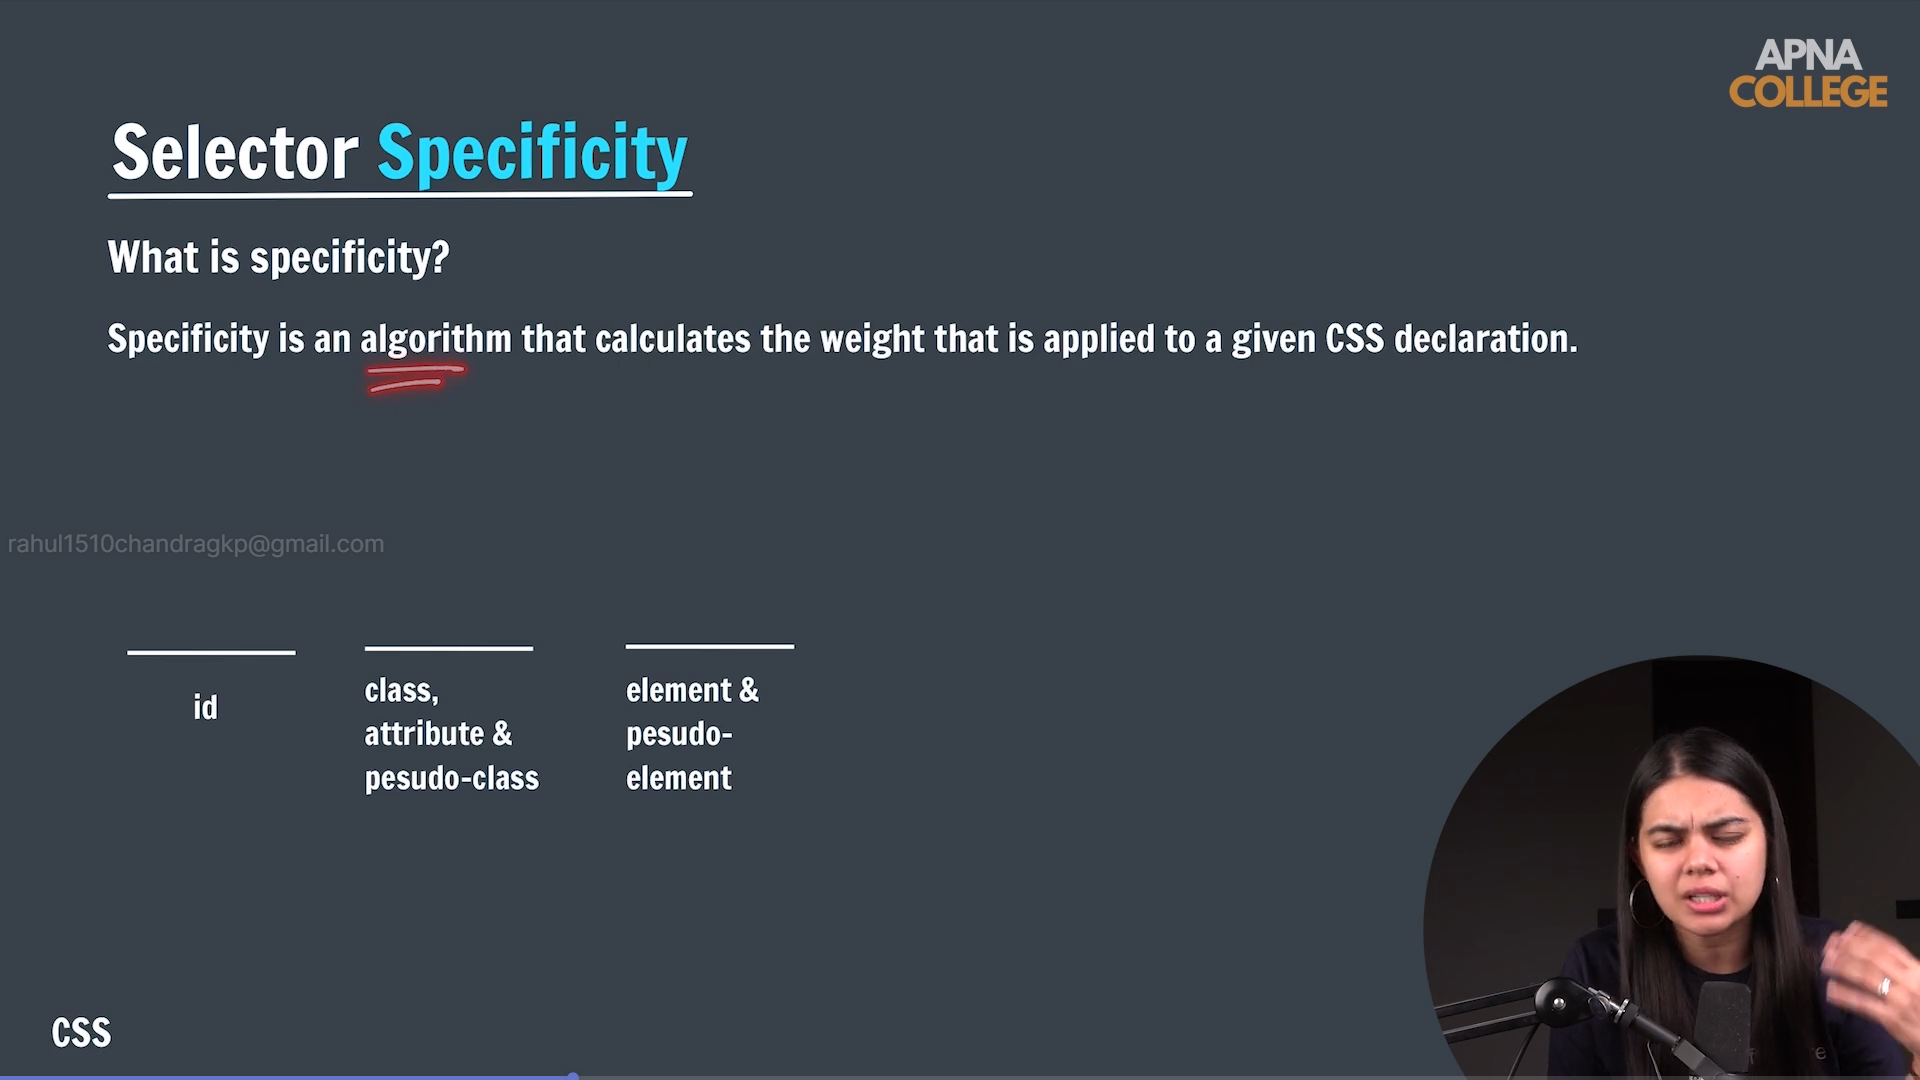 APNA
COLLEGE
Selector Specificity
What is specificity?
Specificity is an algorithm that calculates the weight that is applied to a given CSS declaration.
rahul1510chandragkp@gmail.com
id
class,
attribute &
pesudo-class
element &
pesudo-
element
CSS